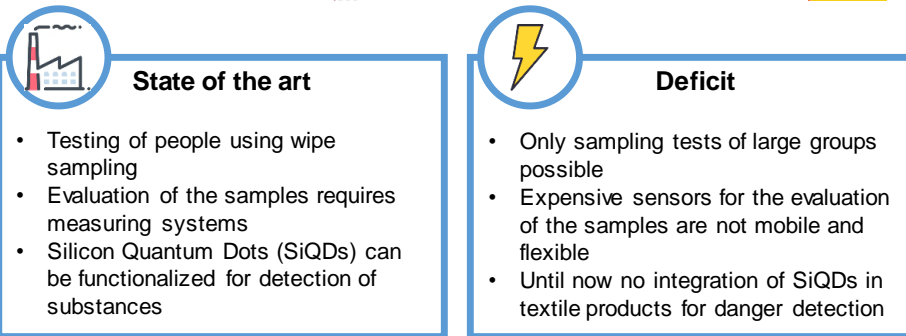 State of the art
• Testing of people using wipe
sampling
• Evaluation of the samples requires
measuring systems
• Silicon Quantum Dots (SiQDs) can
be functionalized for detection of
substances
Deficit
• Only sampling tests of large groups
possible
• Expensive sensors for the evaluation
of the samples are not mobile and
flexible
• Until now no integration of SiQDs in
textile products for danger detection